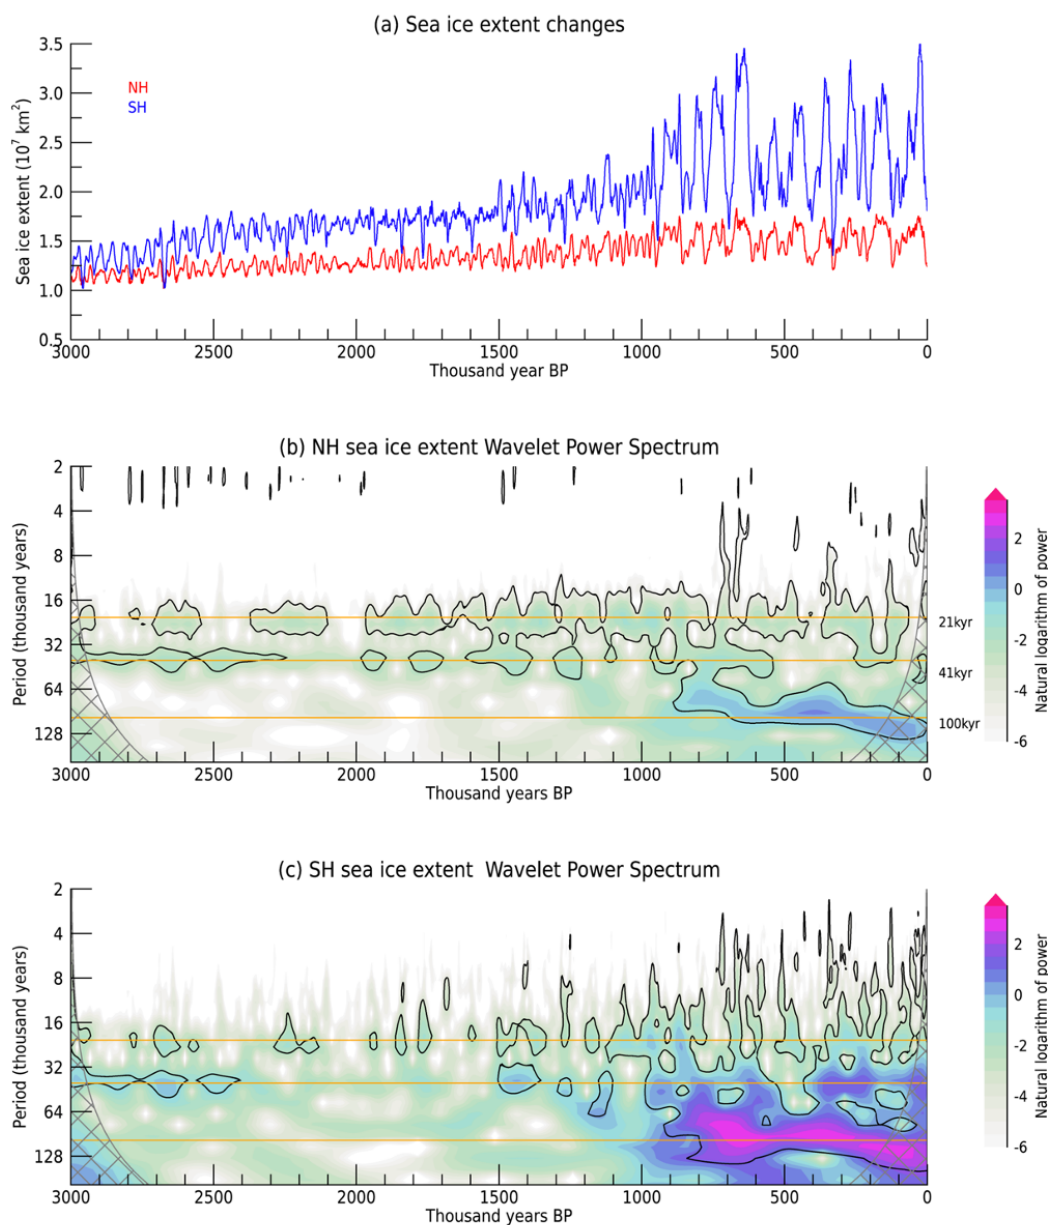 (a) Sea ice extent changes
3.5
3.0
2.5
2.0
1.5
1.0
0.5
Sea ice extent (10⁷ km²)
NH
SH
3000 2500 2000 1500 1000 500 0
Thousand year BP
(b) NH sea ice extent Wavelet Power Spectrum
2
4
8
16
32
64
128
Period (thousand years)
21kyr
41kyr
100kyr
3000 2500 2000 1500 1000 500 0
Thousand years BP
2
0
-2
-4
-6
Natural logarithm of power
(c) SH sea ice extent Wavelet Power Spectrum
2
4
8
16
32
64
128
Period (thousand years)
3000 2500 2000 1500 1000 500 0
Thousand years BP
2
0
-2
-4
-6
Natural logarithm of power